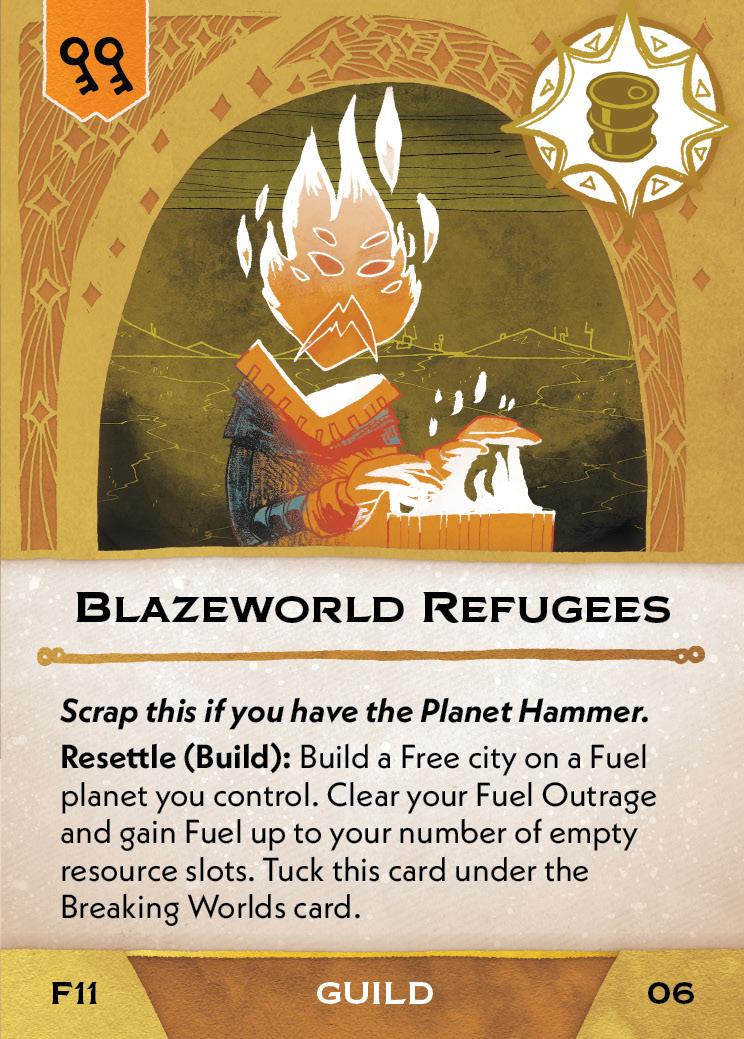 Blazeworld Refugees
Scrap this if you have the Planet Hammer.
Resettle (Build): Build a Free city on a Fuel
planet you control. Clear your Fuel Outrage
and gain Fuel up to your number of empty
resource slots. Tuck this card under the
Breaking Worlds card.
F11
GUILD
06